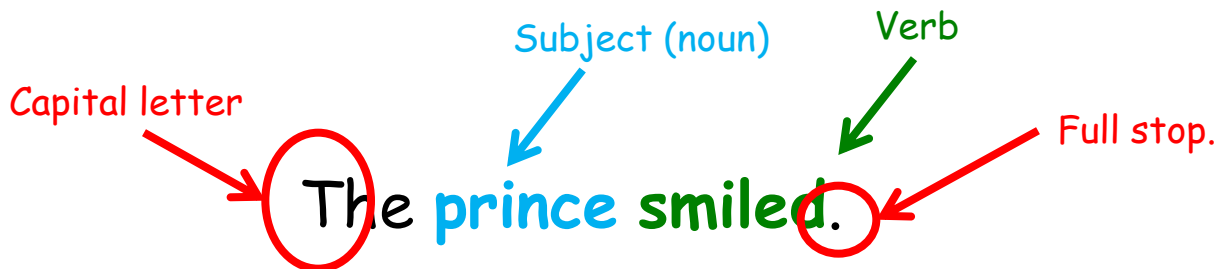 Subject (noun)
Verb
Capital letter
Full stop.
The prince smiled.